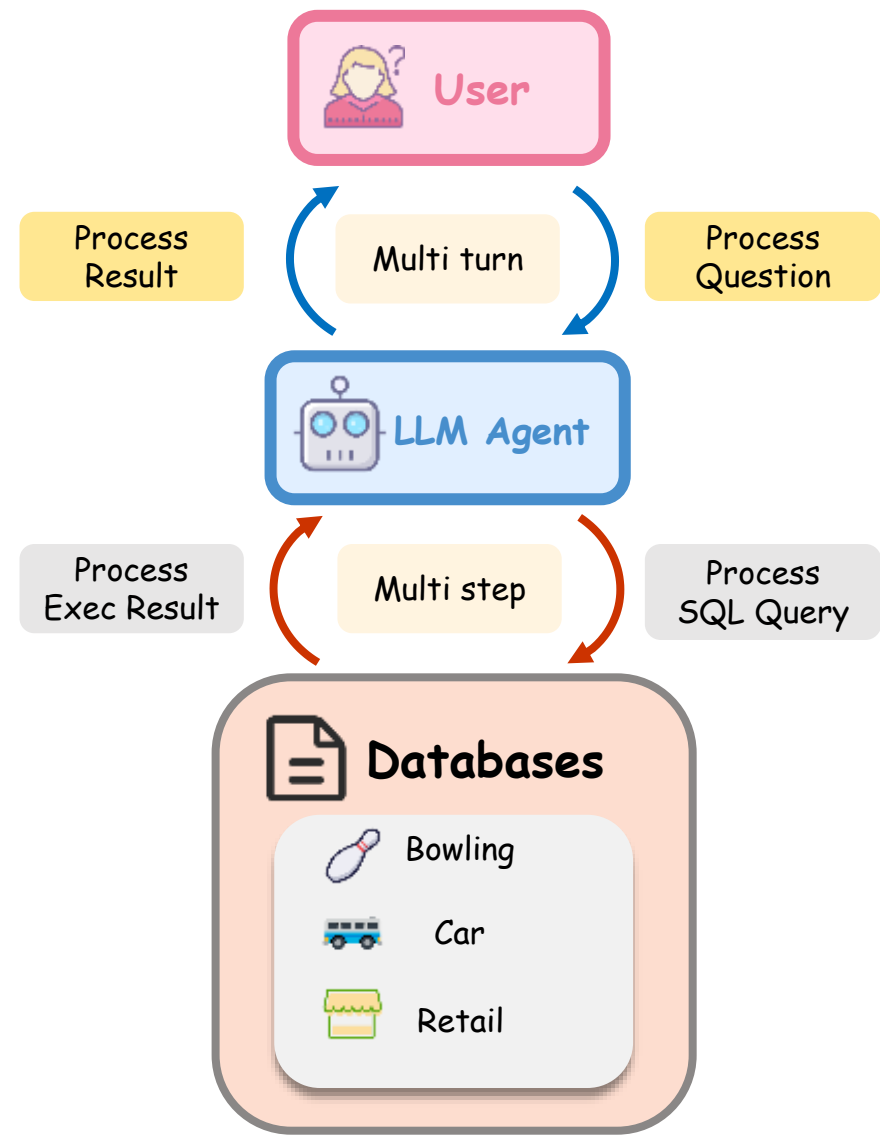 ?
User
Process
Result
Multi turn
Process
Question
LLM Agent
Process
Exec Result
Multi step
Process
SQL Query
Databases
Bowling
Car
Retail